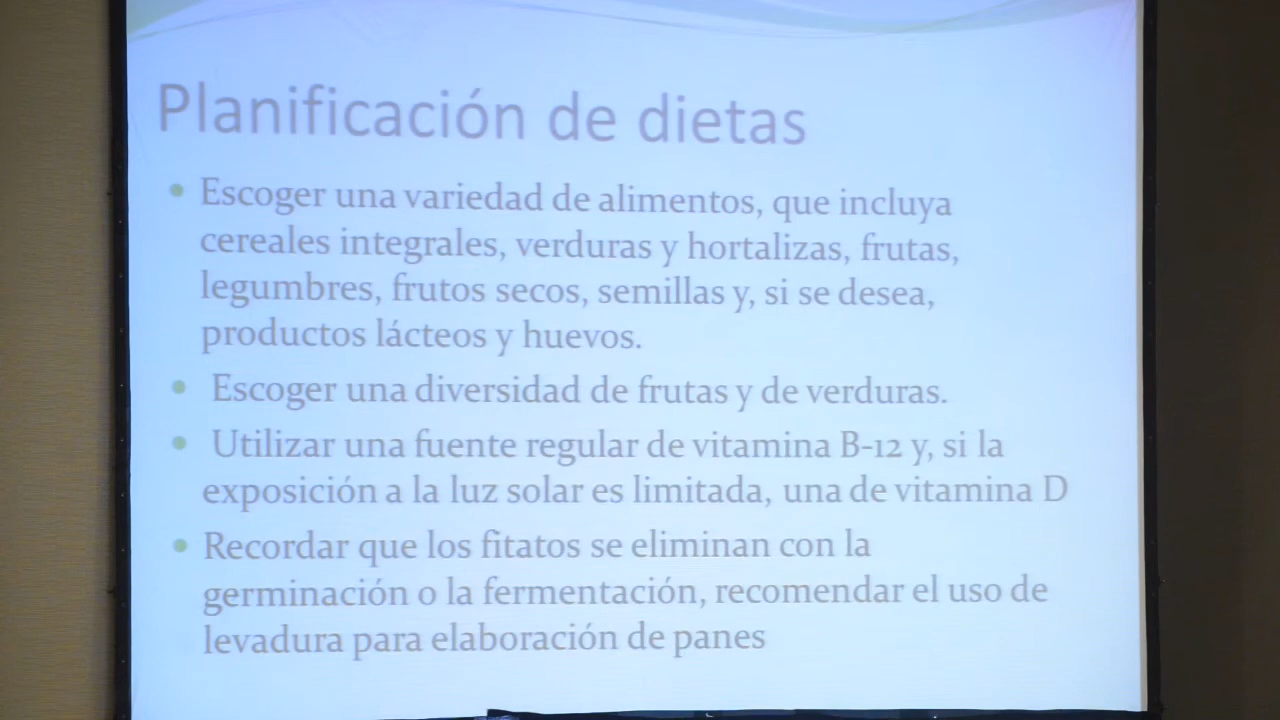 Planificación de dietas
• Escoger una variedad de alimentos, que incluya
cereales integrales, verduras y hortalizas, frutas,
legumbres, frutos secos, semillas y, si se desea,
productos lácteos y huevos.
• Escoger una diversidad de frutas y de verduras.
• Utilizar una fuente regular de vitamina B-12 y, si la
exposición a la luz solar es limitada, una de vitamina D
• Recordar que los fitatos se eliminan con la
germinación o la fermentación, recomendar el uso de
levadura para elaboración de panes